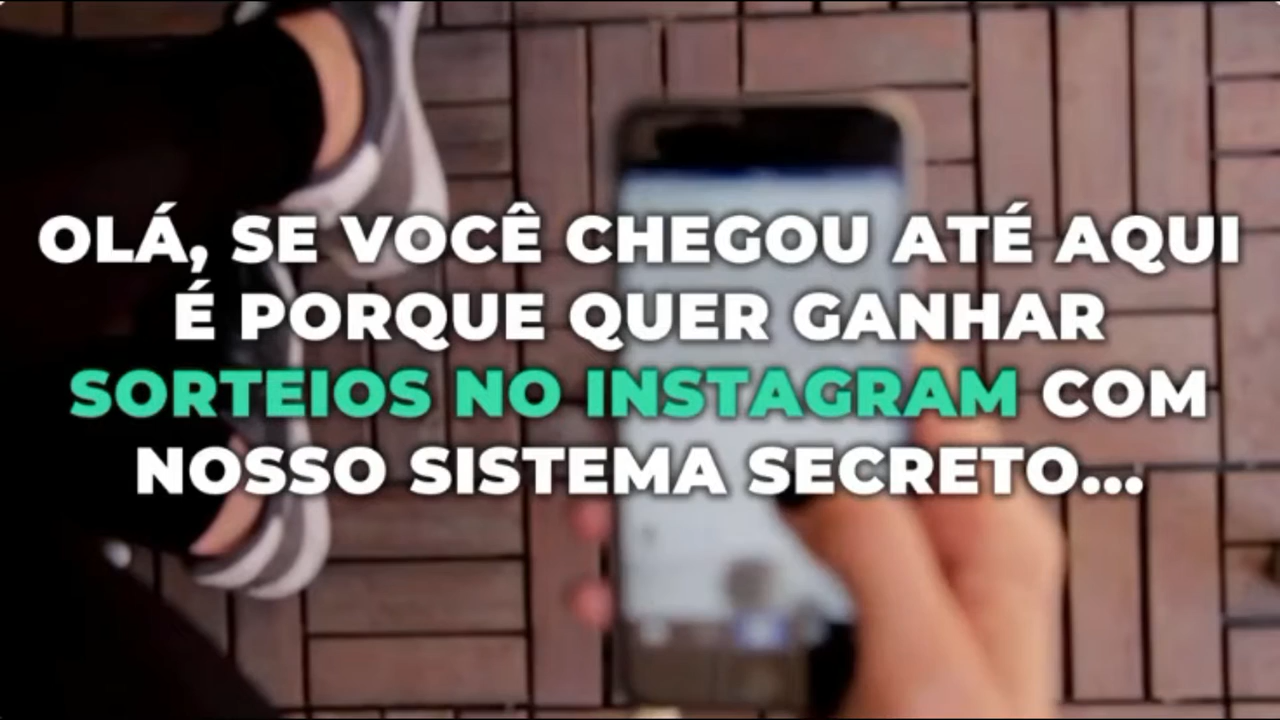 OLÁ, SE VOCÊ CHEGOU ATÉ AQUI
É PORQUE QUER GANHAR
SORTEIOS NO INSTAGRAM COM
NOSSO SISTEMA SECRETO...